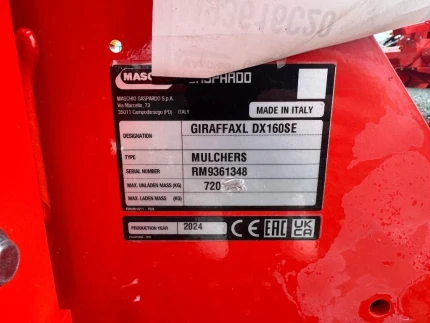 MASC GASPARDO
MASCHIO GASPARDO S.p.A.
Via Marcello, 73
35011 Campodarsego (PD) ITALY
MADE IN ITALY
DESIGNATION GIRAFFAXL DX160SE
TYPE MULCHERS
SERIAL NUMBER RM9361348
MAX. UNLADEN MASS (KG) 720
MAX. LADEN MASS (KG)
PRODUCTION YEAR 2024 CE EAC UK CA